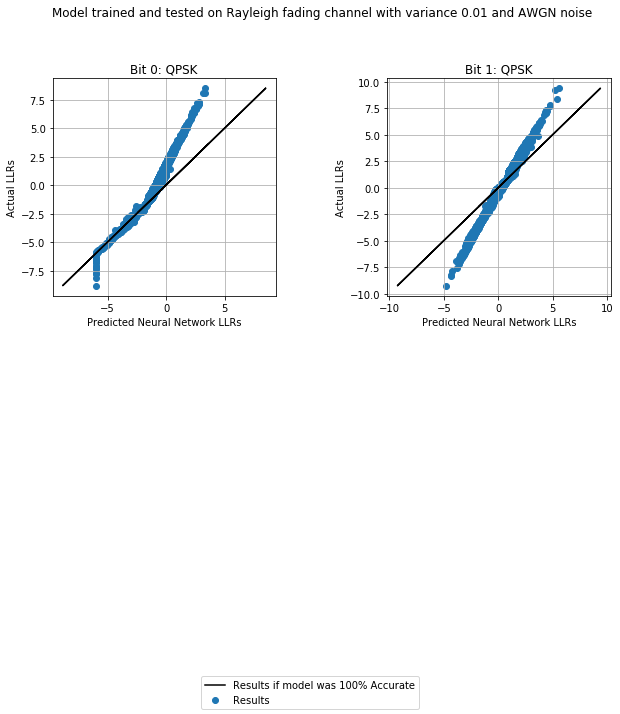 Model trained and tested on Rayleigh fading channel with variance 0.01 and AWGN noise
Bit 0: QPSK
7.5
5.0
2.5
0.0
−2.5
−5.0
−7.5
Actual LLRs
−5
0
5
Predicted Neural Network LLRs
Bit 1: QPSK
10.0
7.5
5.0
2.5
0.0
−2.5
−5.0
−7.5
−10.0
Actual LLRs
−10
−5
0
5
10
Predicted Neural Network LLRs
Results if model was 100% Accurate
Results